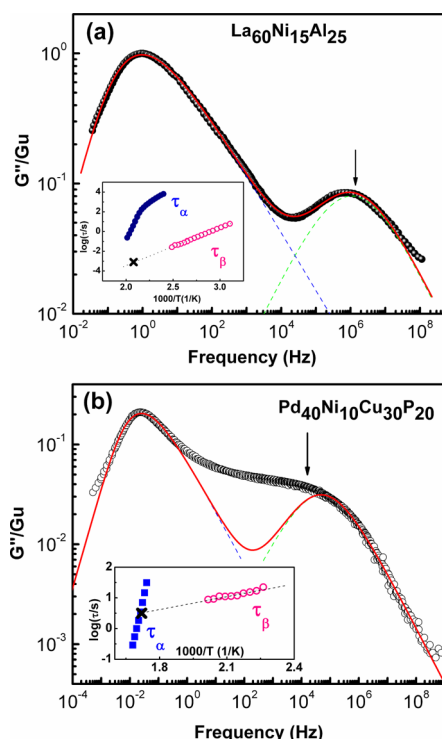 (a) La60Ni15Al25
G''/Gu
10^0
10^-1
10^-2
log(τ/s)
4
2
0
-2
-4
τα
τβ
2.0 2.5 3.0
1000/T(1/K)
10^-2 10^0 10^2 10^4 10^6 10^8
Frequency (Hz)
(b) Pd40Ni10Cu30P20
G''/Gu
10^-1
10^-2
10^-3
log(τ/s)
2
1
0
-1
τα
τβ
1.8 2.1 2.4
1000/T (1/K)
10^-4 10^-2 10^0 10^2 10^4 10^6 10^8
Frequency (Hz)